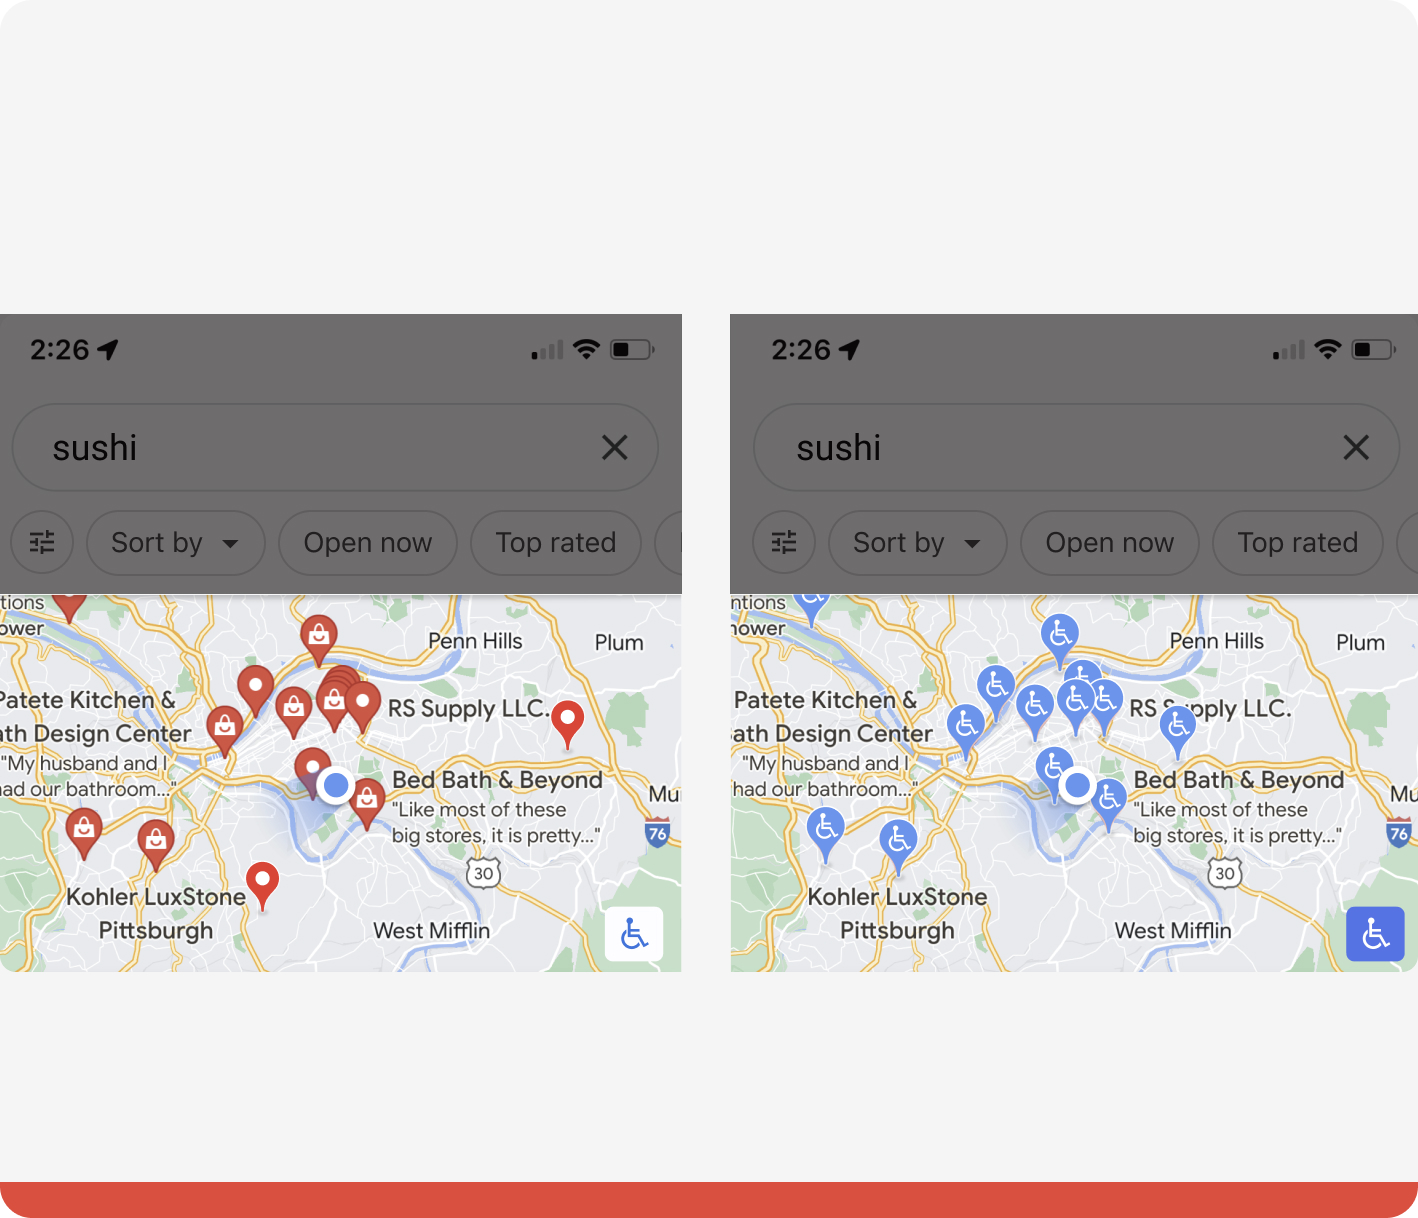 2:26
sushi
Sort by
Open now
Top rated
tions
ower
Penn Hills
Plum
Patete Kitchen &
ath Design Center
"My husband and I
had our bathroom..."
RS Supply LLC.
Bed Bath & Beyond
"Like most of these
big stores, it is pretty..."
Mu
76
30
Kohler LuxStone
Pittsburgh
West Mifflin
2:26
sushi
Sort by
Open now
Top rated
ntions
nower
Penn Hills
Plum
Patete Kitchen &
ath Design Center
"My husband and I
had our bathroom..."
RS Supply LLC.
Bed Bath & Beyond
"Like most of these
big stores, it is pretty..."
Mu
76
30
Kohler LuxStone
Pittsburgh
West Mifflin